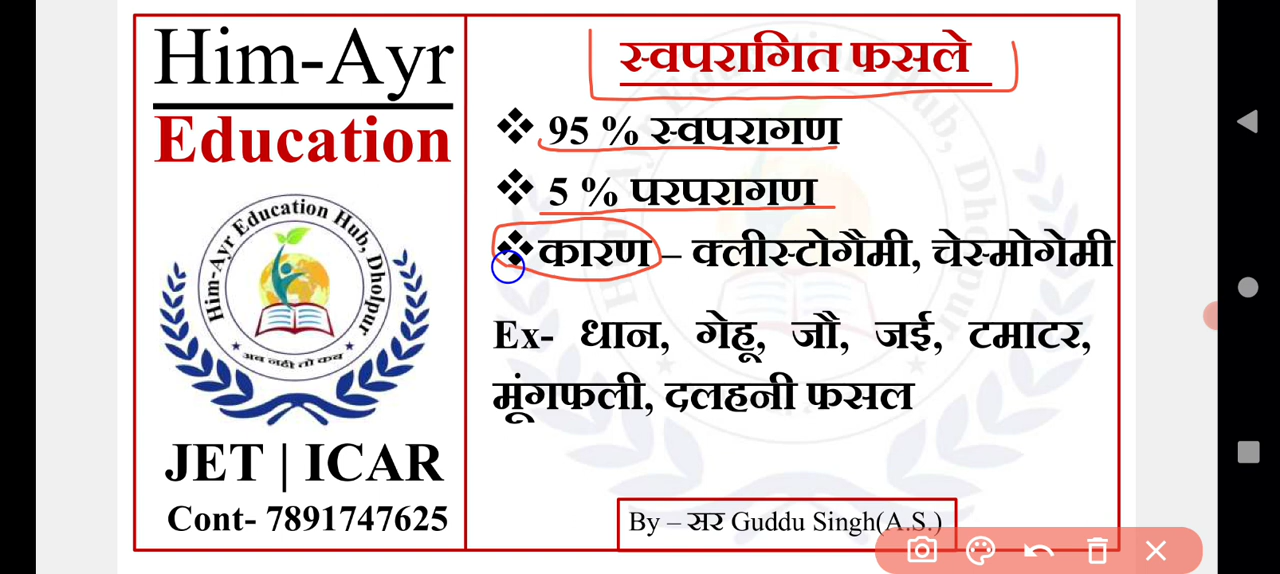 Him-Ayr
Education
Him-Ayr Education Hub, Dholpur
अब नही तो कब
JET | ICAR
Cont- 7891747625
स्वपरागित फसले
❖ 95 % स्वपरागण
❖ 5 % परपरागण
❖ कारण – क्लीस्टोगैमी, चेस्मोगेमी
Ex- धान, गेहू, जौ, जई, टमाटर,
मूंगफली, दलहनी फसल
By – सर Guddu Singh(A.S.)